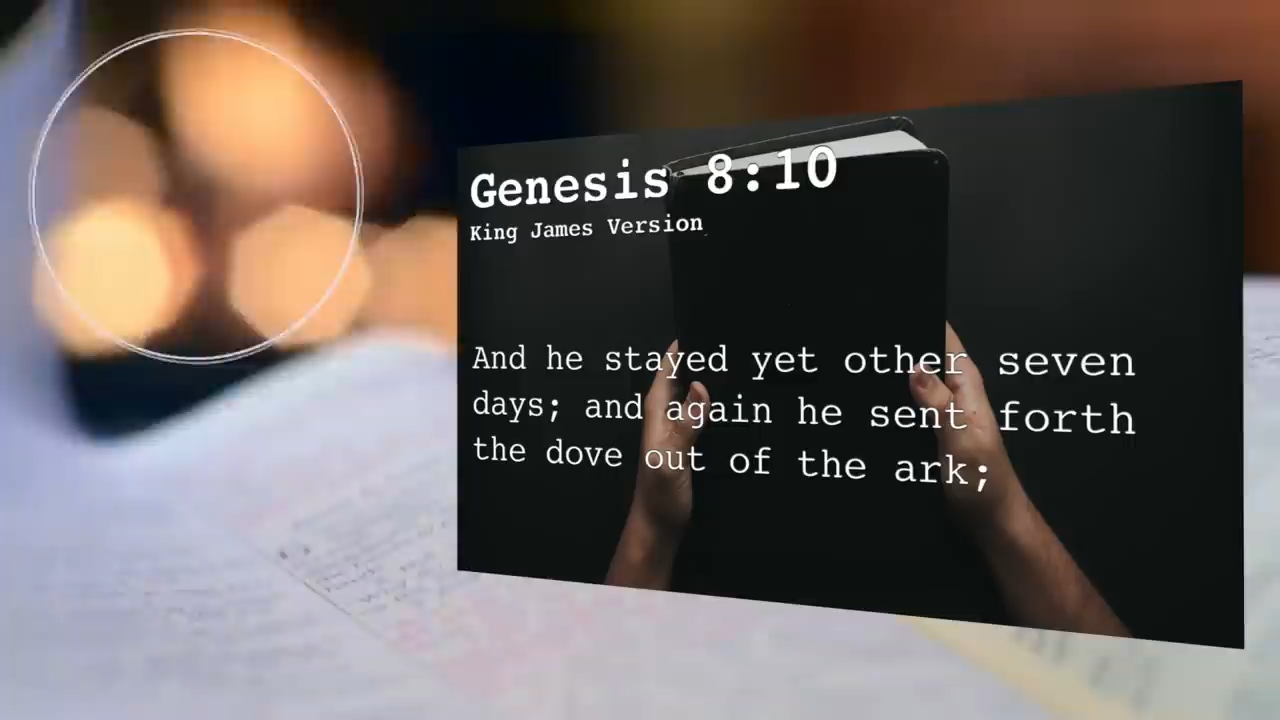 Genesis 8:10
King James Version
And he stayed yet other seven
days; and again he sent forth
the dove out of the ark;